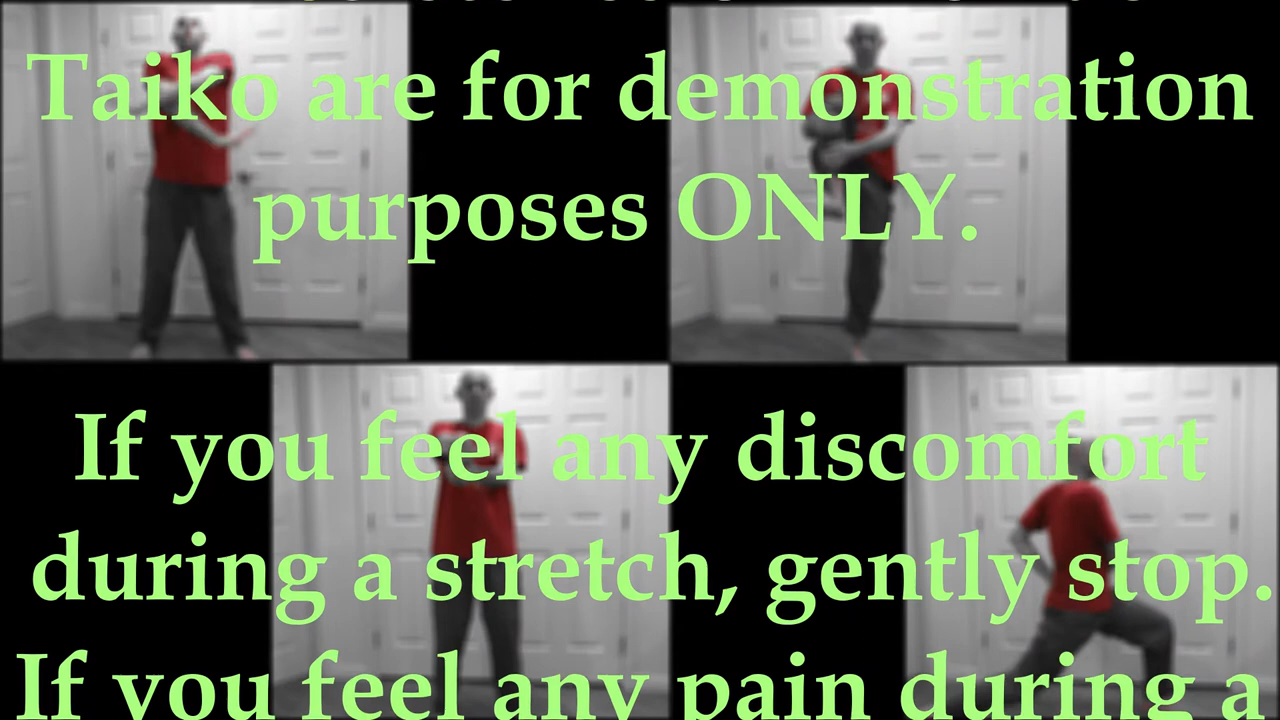 Taiko are for demonstration
purposes ONLY.
If you feel any discomfort
during a stretch, gently stop.
If you feel any pain during a